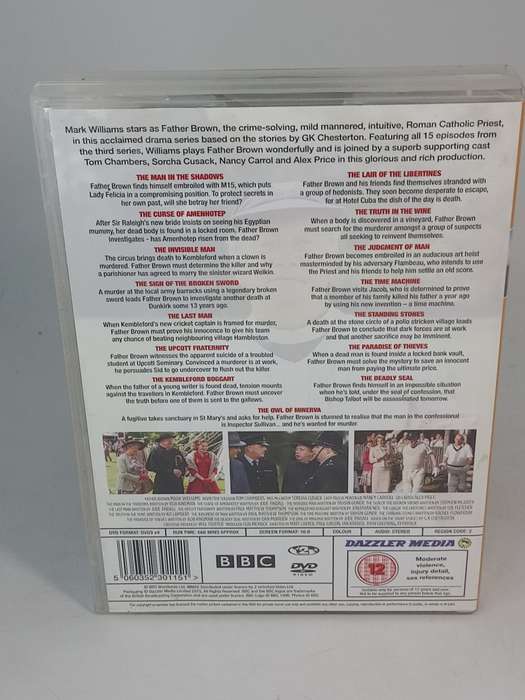 Mark Williams stars as Father Brown, the crime-solving, mild mannered, intuitive, Roman Catholic Priest,
in this acclaimed drama series based on the stories by GK Chesterton. Featuring all 15 episodes from
the third series, Williams plays Father Brown wonderfully and is joined by a superb supporting cast
Tom Chambers, Sorcha Cusack, Nancy Carrol and Alex Price in this glorious and rich production.
THE MAN IN THE SHADOWS
Father Brown finds himself embroiled with M15, which puts
Lady Felicia in a compromising position. To protect secrets in
her own past, will she betray her friend?
THE CURSE OF AMENHOTEP
After Sir Raleigh's new bride insists on seeing his Egyptian
mummy, her dead body is found in a locked room. Father Brown
investigates - has Amenhotep risen from the dead?
THE INVISIBLE MAN
The circus brings death to Kembleford when a clown is
murdered. Father Brown must determine the killer and why
a parishioner has agreed to marry the sinister wizard Welkin.
THE SIGN OF THE BROKEN SWORD
A murder at the local army barracks using a legendary broken
sword leads Father Brown to investigate another death at
Dunkirk some 13 years ago.
THE LAST MAN
When Kembleford's new cricket captain is framed for murder,
Father Brown must prove his innocence to give his team
any chance of beating neighbouring village Hambleston.
THE UPCOTT FRATERNITY
Father Brown witnesses the apparent suicide of a troubled
student at Upcott Seminary. Convinced a murderer is at work,
he persuades Sid to go undercover to flush out the killer.
THE KEMBLEFORD BOGGART
When the father of a young writer is found dead, tension mounts
against the travellers in Kembleford. Father Brown must uncover
the truth before one of them is sent to the gallows.
THE LAIR OF THE LIBERTINES
Father Brown and his friends find themselves stranded with
a group of hedonists. They soon become desperate to escape,
for at Hotel Cuba the dish of the day is death.
THE TRUTH IN THE WINE
When a body is discovered in a vineyard, Father Brown
must search for the murderer amongst a group of suspects
all seeking to reinvent themselves.
THE JUDGMENT OF MAN
Father Brown becomes embroiled in an audacious art heist
masterminded by his adversary Flambeau, who intends to use
the Priest and his friends to help him settle an old score.
THE TIME MACHINE
Father Brown visits Jacob, who is determined to prove
that a member of his family killed his father a year ago
by using his new invention – a time machine.
THE STANDING STONES
A death at the stone circle of a polio stricken village leads
Father Brown to conclude that dark forces are at work
and that another sacrifice may be imminent.
THE PARADISE OF THIEVES
When a dead man is found inside a locked bank vault,
Father Brown must solve the mystery to save an innocent
man from paying the ultimate price.
THE DEADLY SEAL
Father Brown finds himself in an impossible situation
when he's told, under the seal of confession, that
Bishop Talbot will be assassinated tomorrow.
THE OWL OF MINERVA
A fugitive takes sanctuary in St Mary's and asks for help. Father Brown is stunned to realise that the man in the confessional
is Inspector Sullivan... and he's wanted for murder.
DVD FORMAT: DVD9 x4
SCREEN FORMAT: 16:9
COLOUR
AUDIO: STEREO
REGION CODE: 2
5 060352 301151 >
BBC
2
DVD
VIDEO
DAZZLER MEDIA
12
Moderate
violence,
injury detail,
sex references